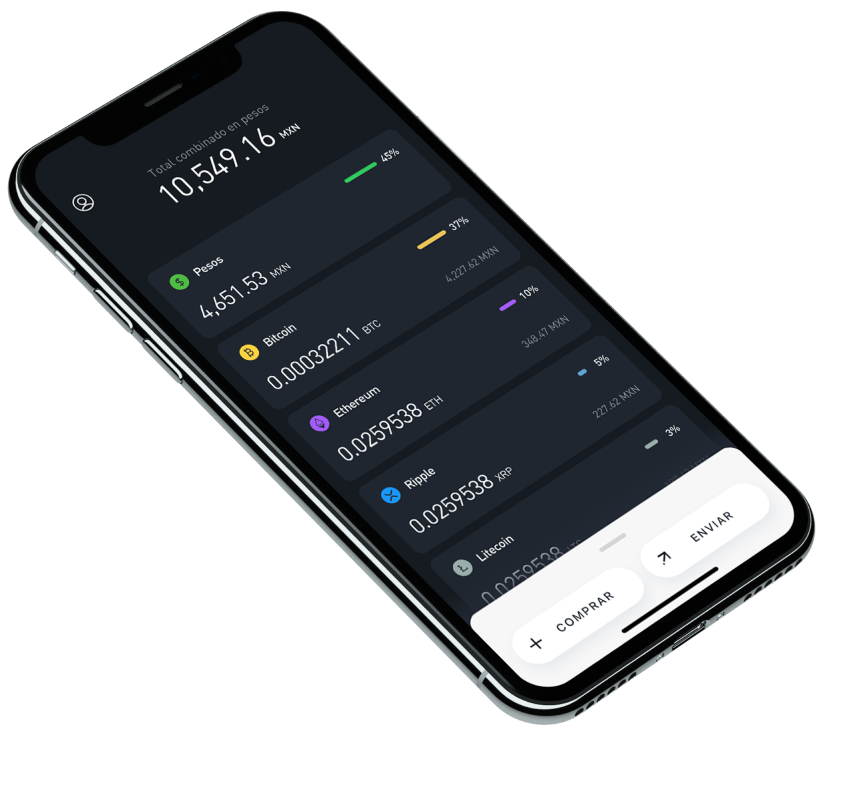 Total combinado en pesos
10,549.16 MXN
Pesos 45%
4,651.53 MXN
Bitcoin 37%
0.00032211 BTC 4,227.62 MXN
Ethereum 10%
0.0259538 ETH 348.47 MXN
Ripple 5%
0.0259538 XRP 227.62 MXN
Litecoin 3%
0.0259538 LTC
COMPRAR ENVIAR